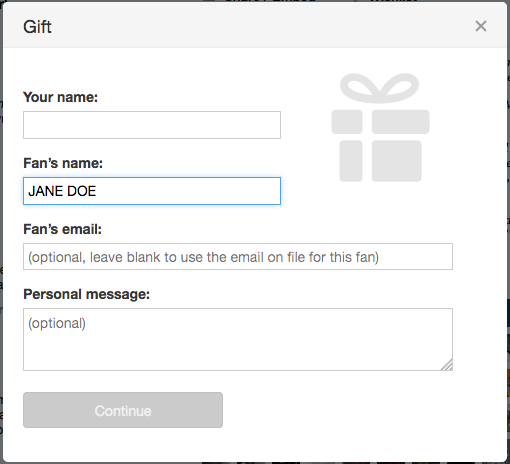 Gift
Your name:
Fan's name:
JANE DOE
Fan's email:
(optional, leave blank to use the email on file for this fan)
Personal message:
(optional)
Continue